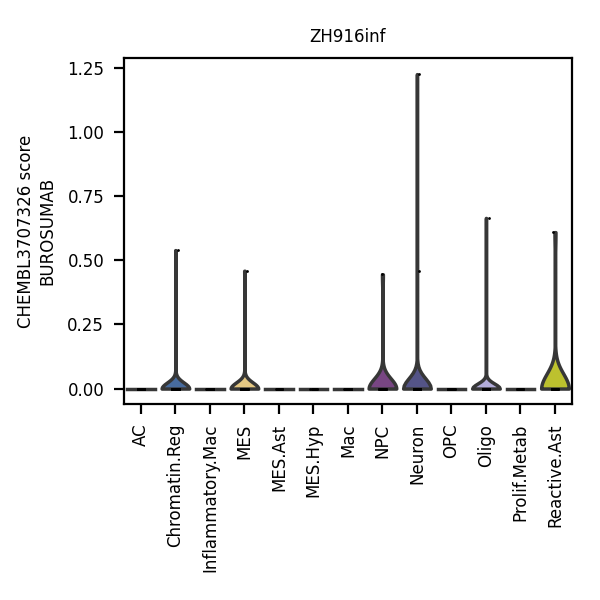 ZH916inf
CHEMBL3707326 score
BUROSUMAB
1.25
1.00
0.75
0.50
0.25
0.00
AC
Chromatin.Reg
Inflammatory.Mac
MES
MES.Ast
MES.Hyp
Mac
NPC
Neuron
OPC
Oligo
Prolif.Metab
Reactive.Ast